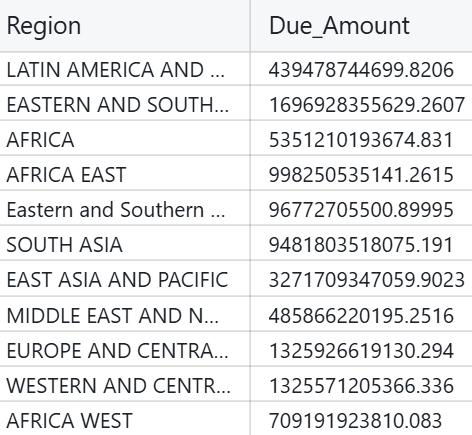 Region Due_Amount
LATIN AMERICA AND ... 439478744699.8206
EASTERN AND SOUTH... 1696928355629.2607
AFRICA 5351210193674.831
AFRICA EAST 998250535141.2615
Eastern and Southern ... 96772705500.89995
SOUTH ASIA 9481803518075.191
EAST ASIA AND PACIFIC 3271709347059.9023
MIDDLE EAST AND N... 485866220195.2516
EUROPE AND CENTRA... 1325926619130.294
WESTERN AND CENTR... 1325571205366.336
AFRICA WEST 709191923810.083